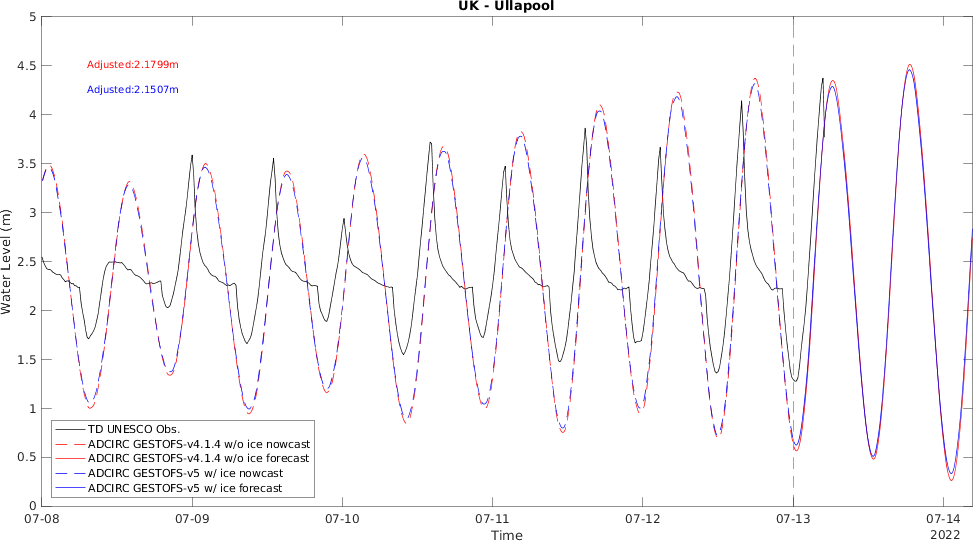 UK - Ullapool
5
4.5
4
3.5
3
2.5
2
1.5
1
0.5
0
Water Level (m)
Adjusted:2.1799m
Adjusted:2.1507m
TD UNESCO Obs.
ADCIRC GESTOFS-v4.1.4 w/o ice nowcast
ADCIRC GESTOFS-v4.1.4 w/o ice forecast
ADCIRC GESTOFS-v5 w/ ice nowcast
ADCIRC GESTOFS-v5 w/ ice forecast
07-08 07-09 07-10 07-11 07-12 07-13 07-14
Time
2022